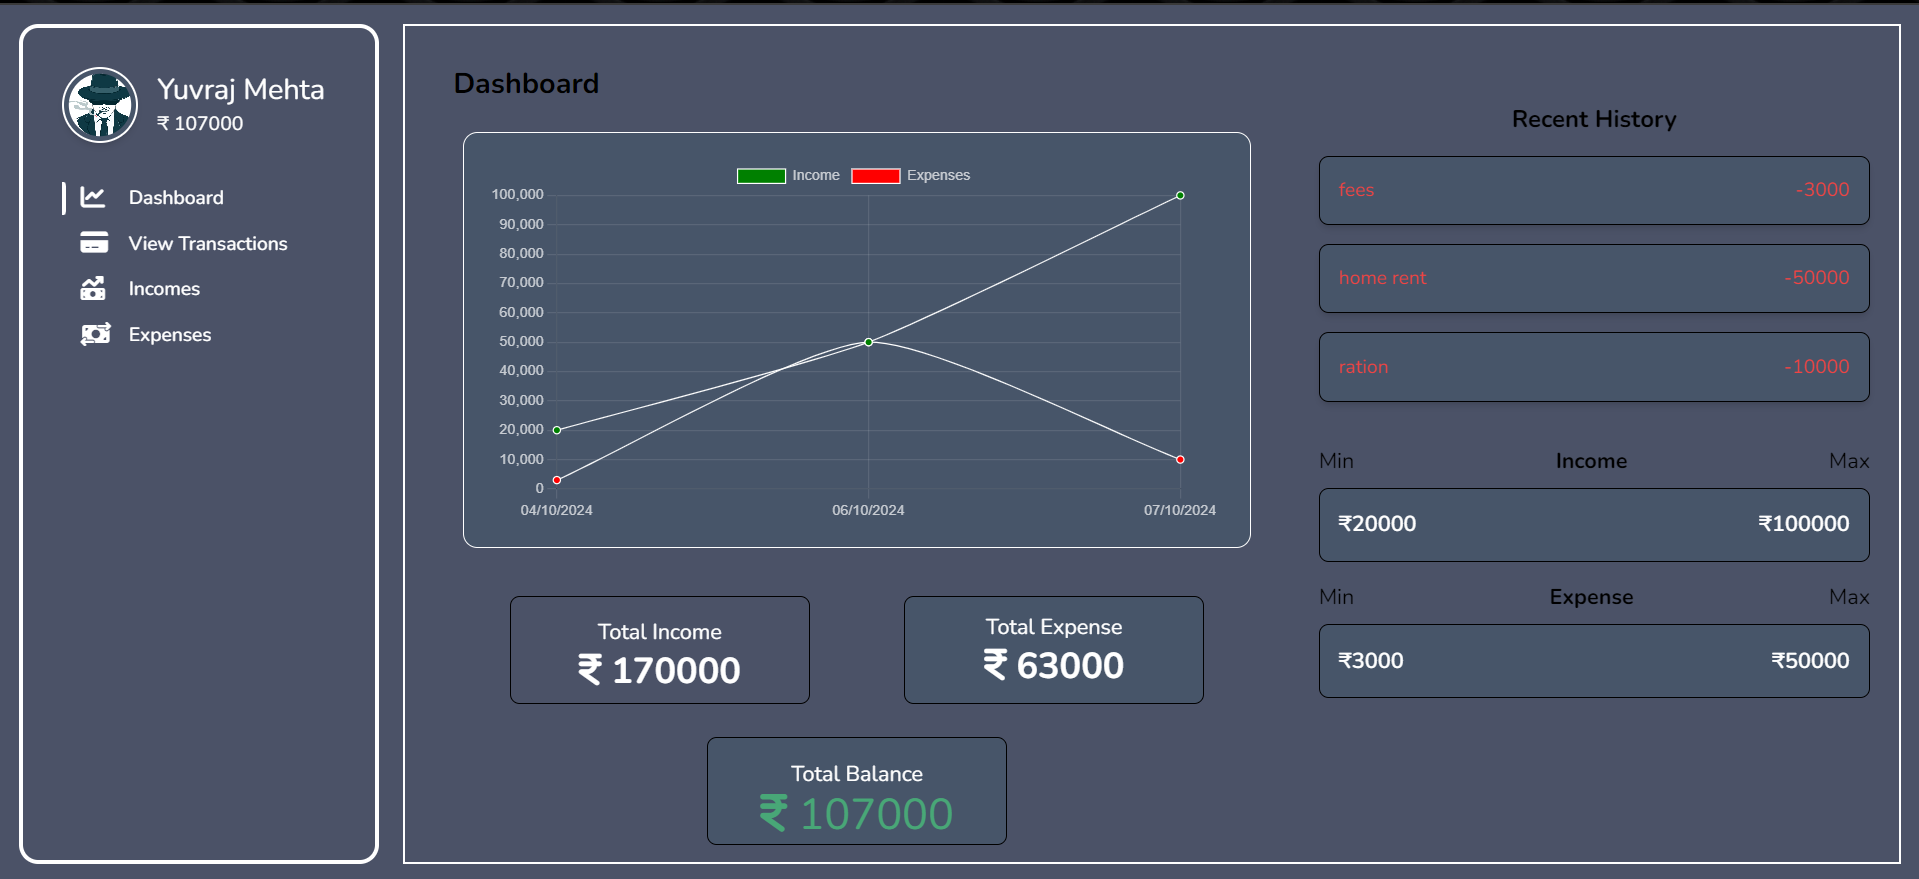 Yuvraj Mehta
₹ 107000
Dashboard
View Transactions
Incomes
Expenses
Dashboard
Income Expenses
100,000
90,000
80,000
70,000
60,000
50,000
40,000
30,000
20,000
10,000
0
04/10/2024 06/10/2024 07/10/2024
Total Income
₹ 170000
Total Expense
₹ 63000
Total Balance
₹ 107000
Recent History
fees -3000
home rent -50000
ration -10000
Min Income Max
₹20000 ₹100000
Min Expense Max
₹3000 ₹50000